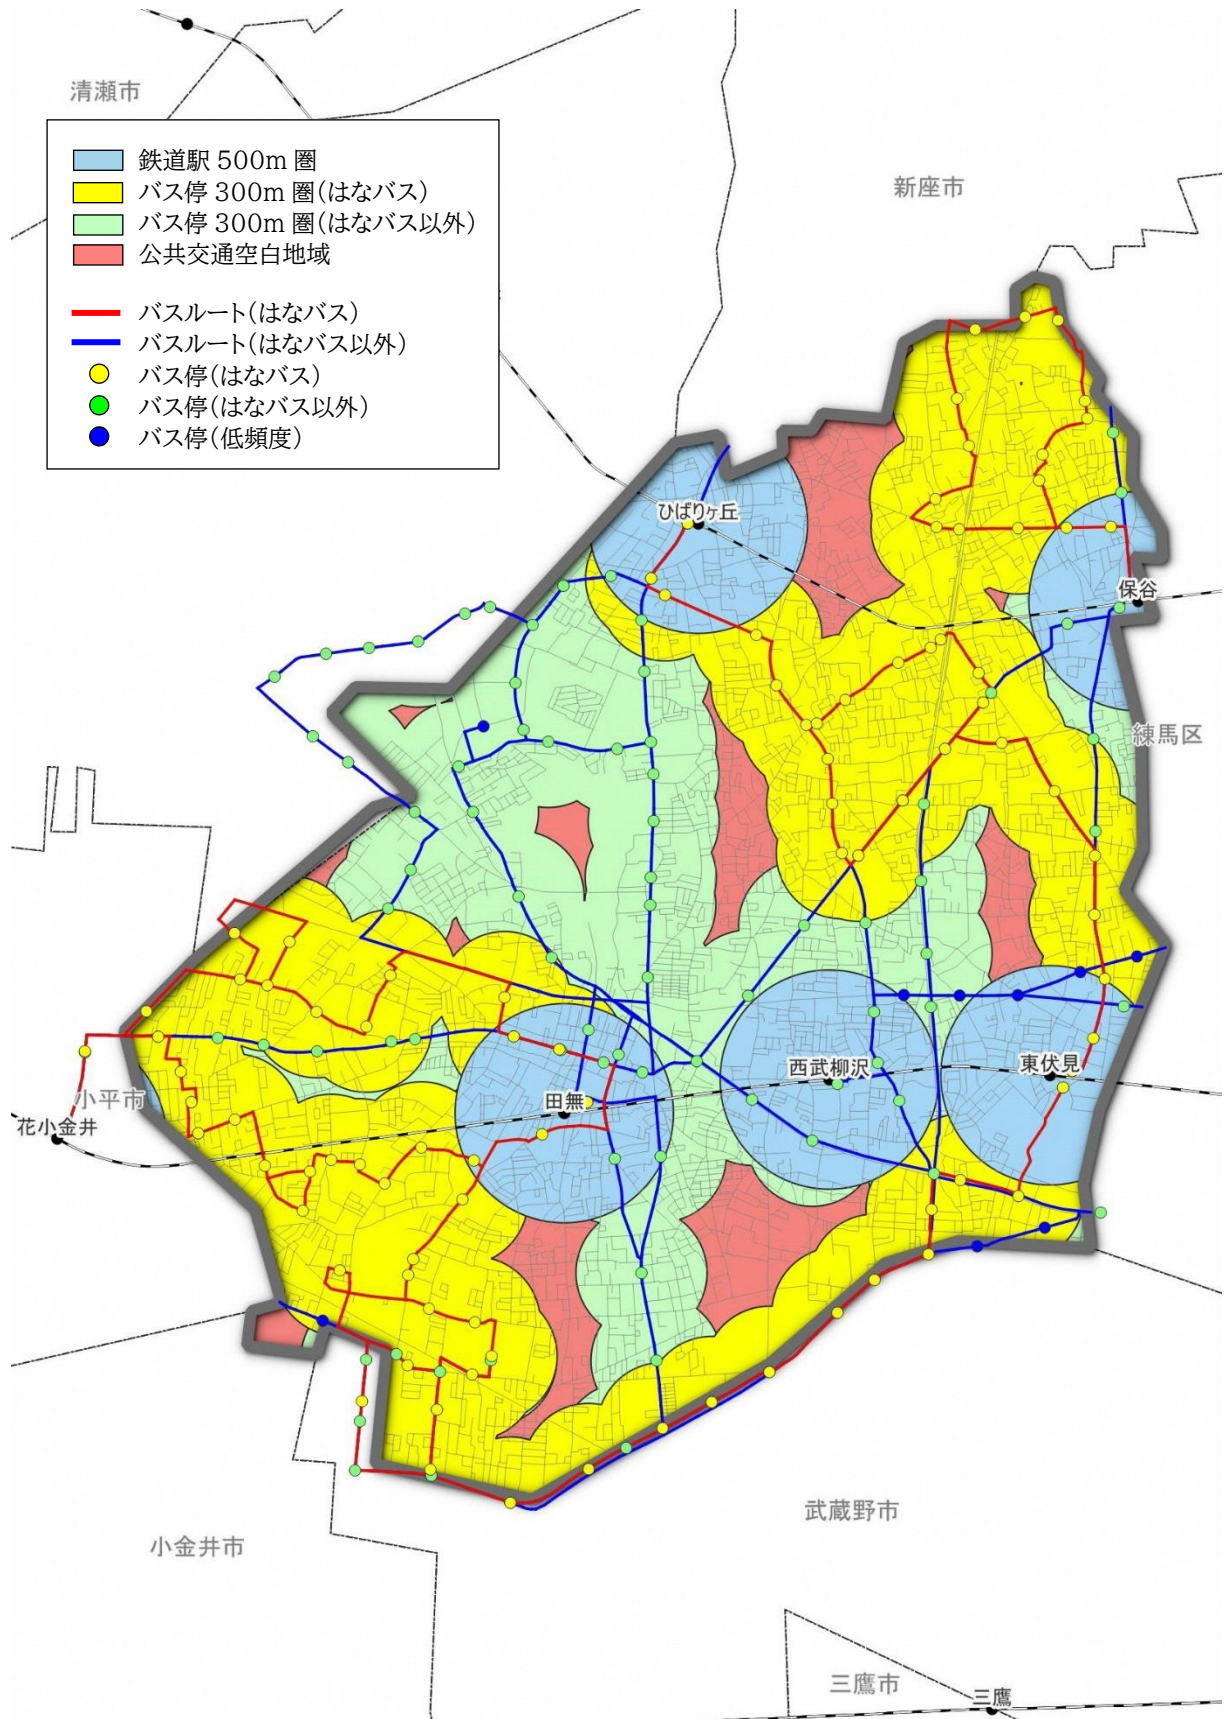 清瀬市
鉄道駅 500m 圏
バス停 300m 圏(はなバス)
バス停 300m 圏(はなバス以外)
公共交通空白地域
バスルート(はなバス)
バスルート(はなバス以外)
バス停(はなバス)
バス停(はなバス以外)
バス停(低頻度)
新座市
ひばりヶ丘
保谷
練馬区
西武柳沢
東伏見
田無
小平市
花小金井
武蔵野市
小金井市
三鷹市
三鷹